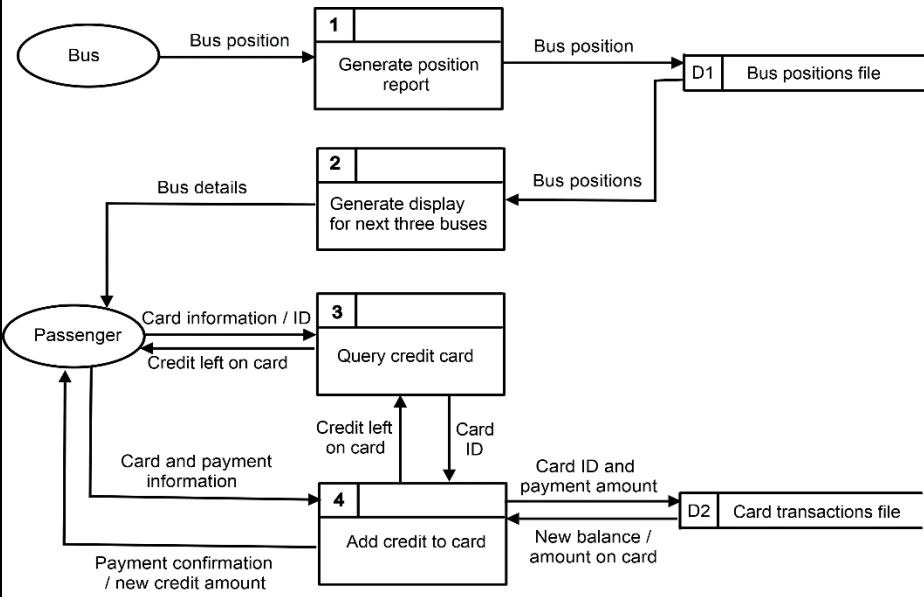 Bus
Bus position
1
Generate position
report
Bus position
D1
Bus positions file
Bus positions
2
Generate display
for next three buses
Bus details
Passenger
Card information / ID
Credit left on card
3
Query credit card
Credit left
on card
Card
ID
Card and payment
information
4
Add credit to card
Card ID and
payment amount
D2
Card transactions file
New balance /
amount on card
Payment confirmation
/ new credit amount